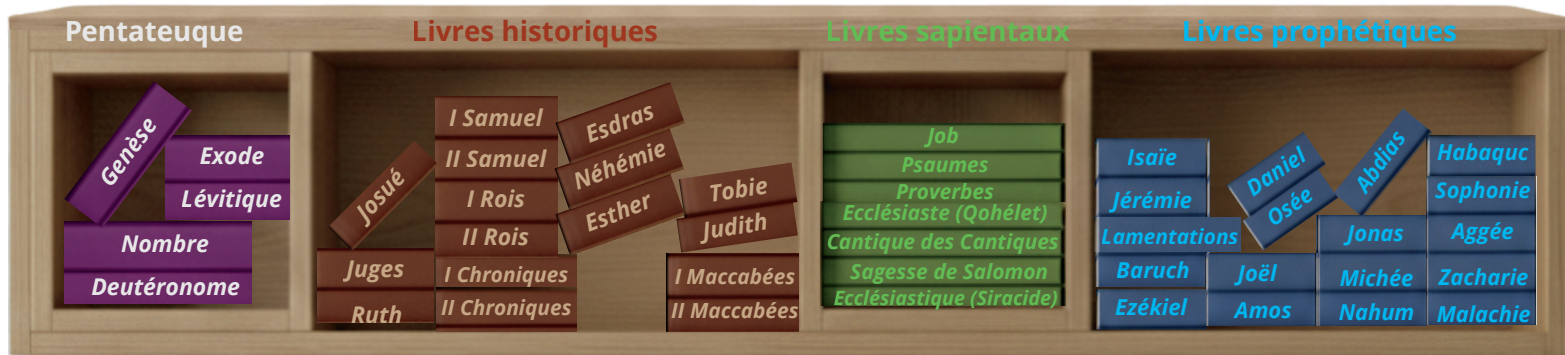 Pentateuque
Genèse
Exode
Lévitique
Nombre
Deutéronome
Livres historiques
Josué
Juges
Ruth
I Samuel
II Samuel
I Rois
II Rois
I Chroniques
II Chroniques
Esdras
Néhémie
Esther
Tobie
Judith
I Maccabées
II Maccabées
Livres sapientaux
Job
Psaumes
Proverbes
Ecclésiaste (Qohélet)
Cantique des Cantiques
Sagesse de Salomon
Ecclésiastique (Siracide)
Livres prophétiques
Isaïe
Jérémie
Lamentations
Baruch
Ezékiel
Daniel
Osée
Joël
Amos
Abdias
Jonas
Michée
Nahum
Habaquc
Sophonie
Aggée
Zacharie
Malachie